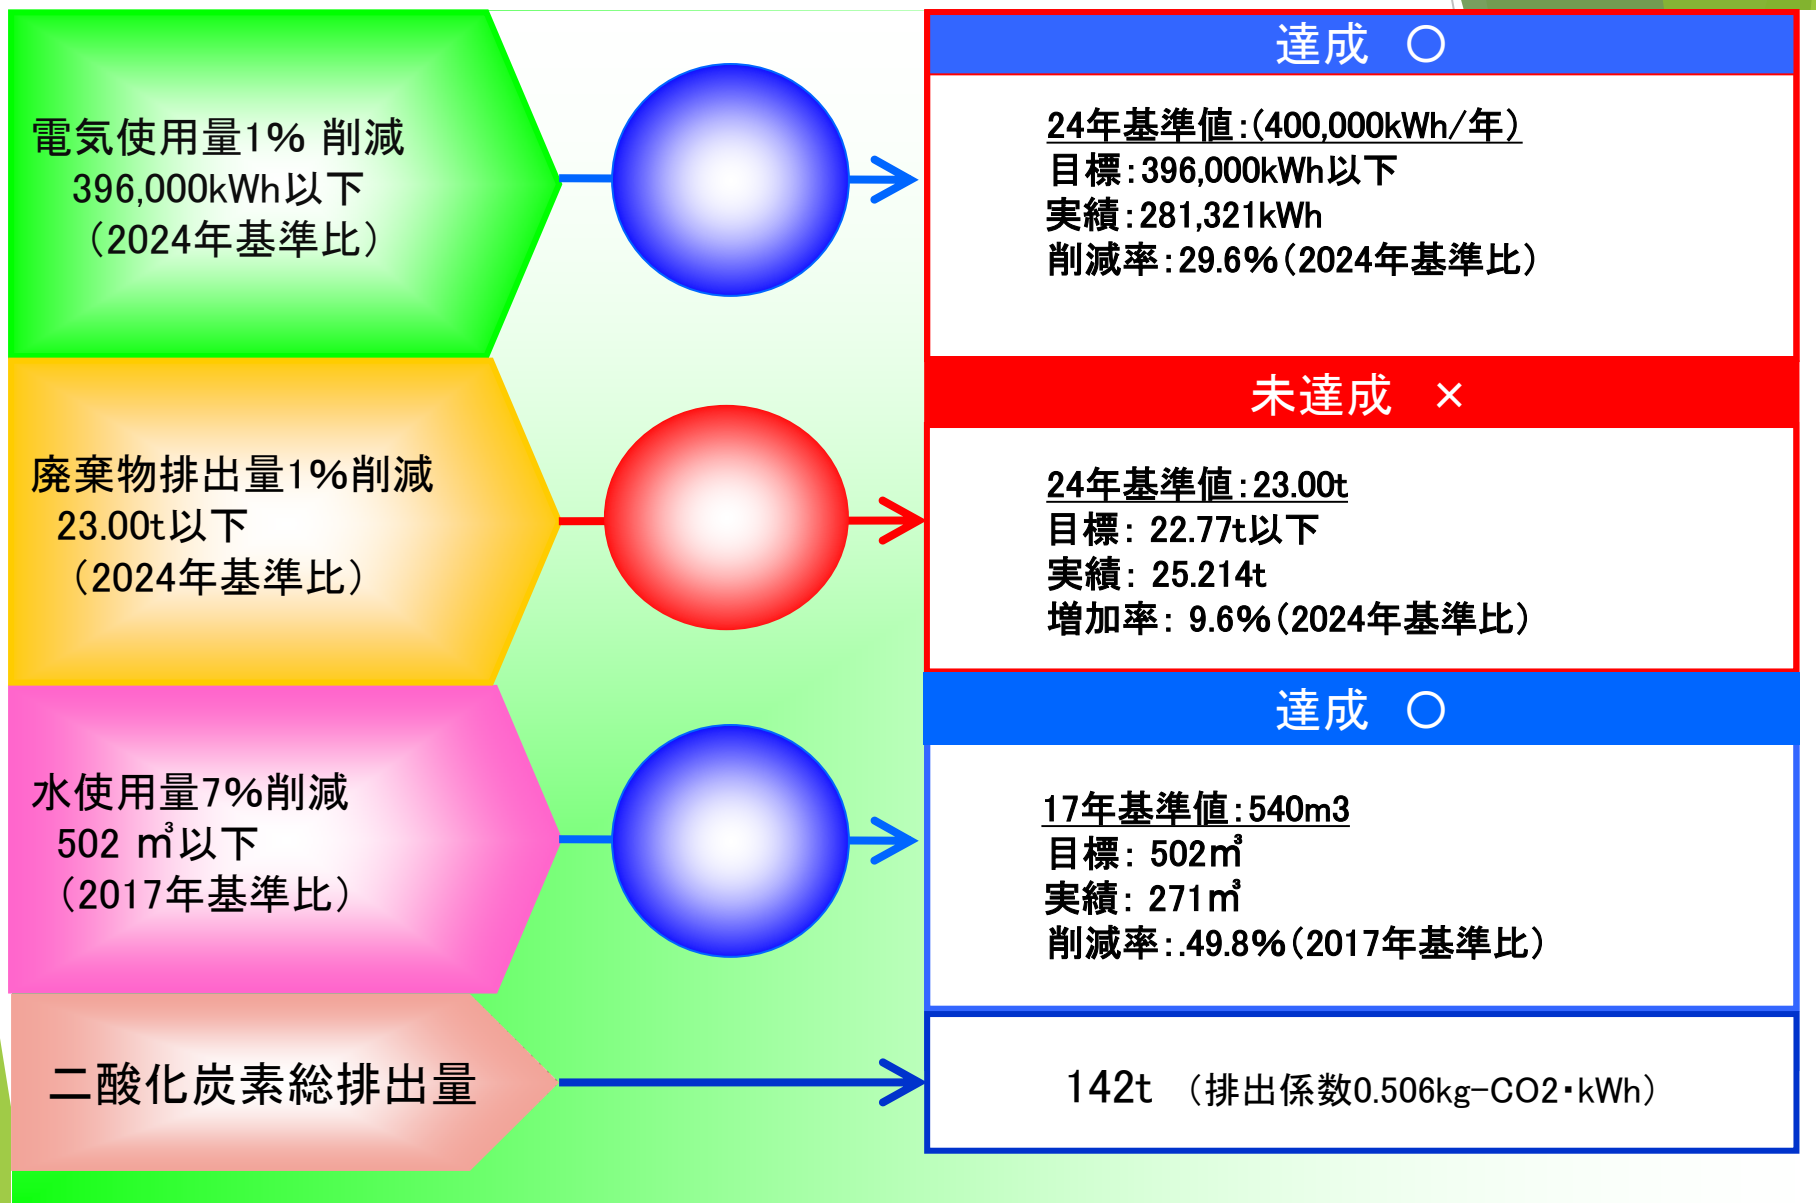 電気使用量1% 削減
396,000kWh以下
（2024年基準比）
達成　○
24年基準値：(400,000kWh/年）
目標：396,000kWh以下
実績：281,321kWh
削減率：29.6%（2024年基準比）
廃棄物排出量1%削減
23.00t以下
（2024年基準比）
未達成　×
24年基準値：23.00t
目標： 22.77t以下
実績： 25.214t
増加率： 9.6%（2024年基準比）
水使用量7%削減
502 ㎥以下
（2017年基準比）
達成　○
17年基準値：540m3
目標： 502㎥
実績： 271㎥
削減率：.49.8%（2017年基準比）
二酸化炭素総排出量
142t （排出係数0.506kg-CO2・kWh）